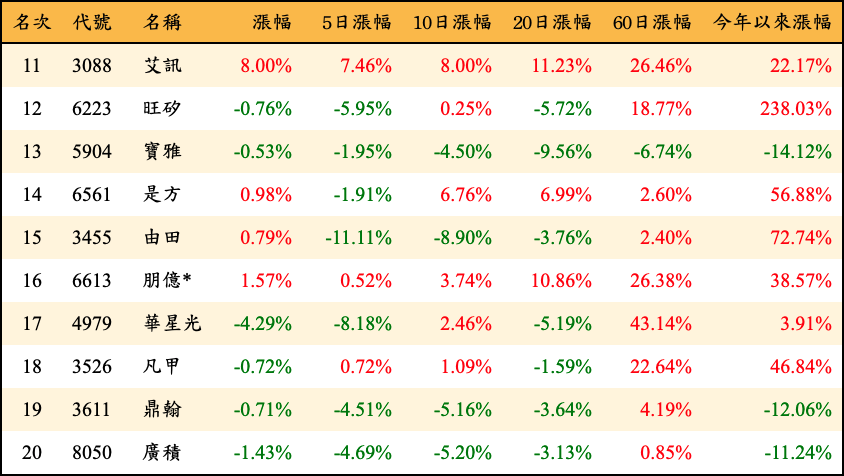 名次 代號 名稱 漲幅 5日漲幅 10日漲幅 20日漲幅 60日漲幅 今年以來漲幅
11 3088 艾訊 8.00% 7.46% 8.00% 11.23% 26.46% 22.17%
12 6223 旺矽 -0.76% -5.95% 0.25% -5.72% 18.77% 238.03%
13 5904 寶雅 -0.53% -1.95% -4.50% -9.56% -6.74% -14.12%
14 6561 是方 0.98% -1.91% 6.76% 6.99% 2.60% 56.88%
15 3455 由田 0.79% -11.11% -8.90% -3.76% 2.40% 72.74%
16 6613 朋億* 1.57% 0.52% 3.74% 10.86% 26.38% 38.57%
17 4979 華星光 -4.29% -8.18% 2.46% -5.19% 43.14% 3.91%
18 3526 凡甲 -0.72% 0.72% 1.09% -1.59% 22.64% 46.84%
19 3611 鼎翰 -0.71% -4.51% -5.16% -3.64% 4.19% -12.06%
20 8050 廣積 -1.43% -4.69% -5.20% -3.13% 0.85% -11.24%